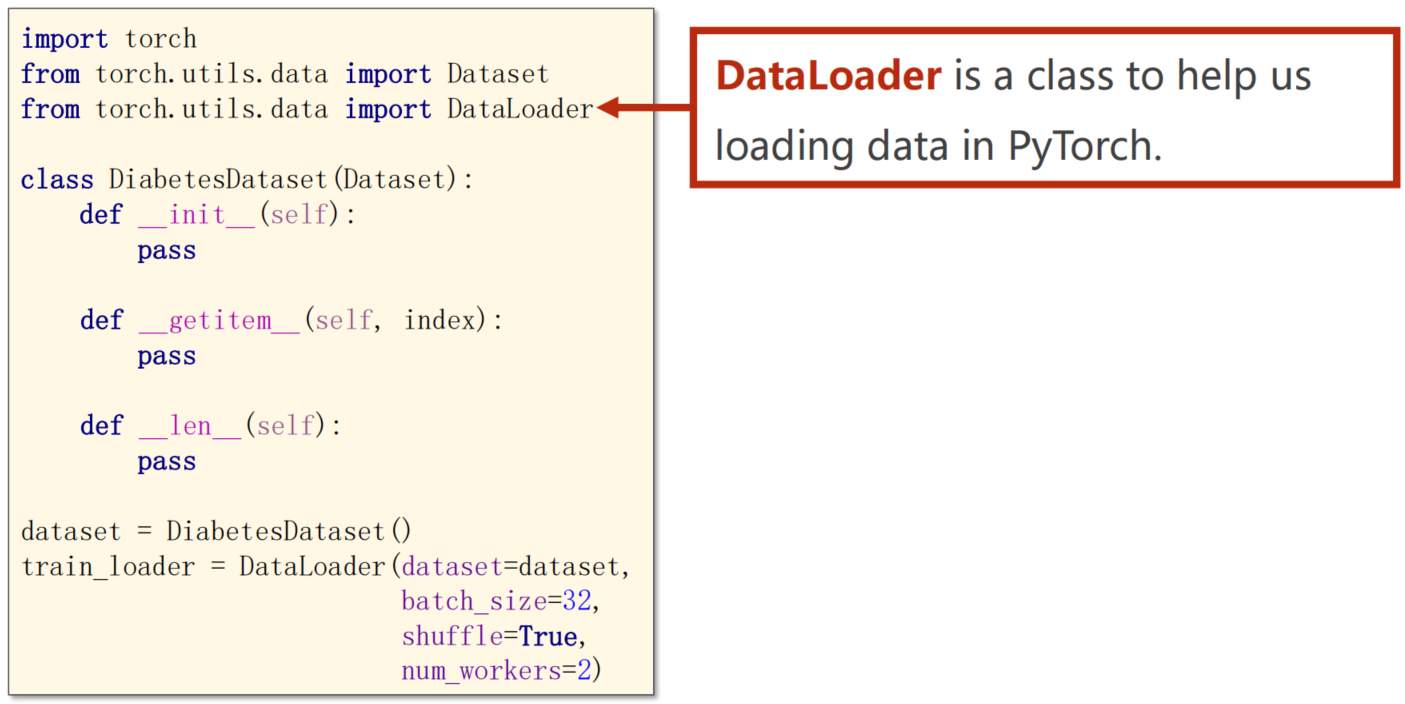 import torch
from torch.utils.data import Dataset
from torch.utils.data import DataLoader
class DiabetesDataset(Dataset):
    def __init__(self):
        pass
    def __getitem__(self, index):
        pass
    def __len__(self):
        pass
dataset = DiabetesDataset()
train_loader = DataLoader(dataset=dataset,
                          batch_size=32,
                          shuffle=True,
                          num_workers=2)
DataLoader is a class to help us
loading data in PyTorch.